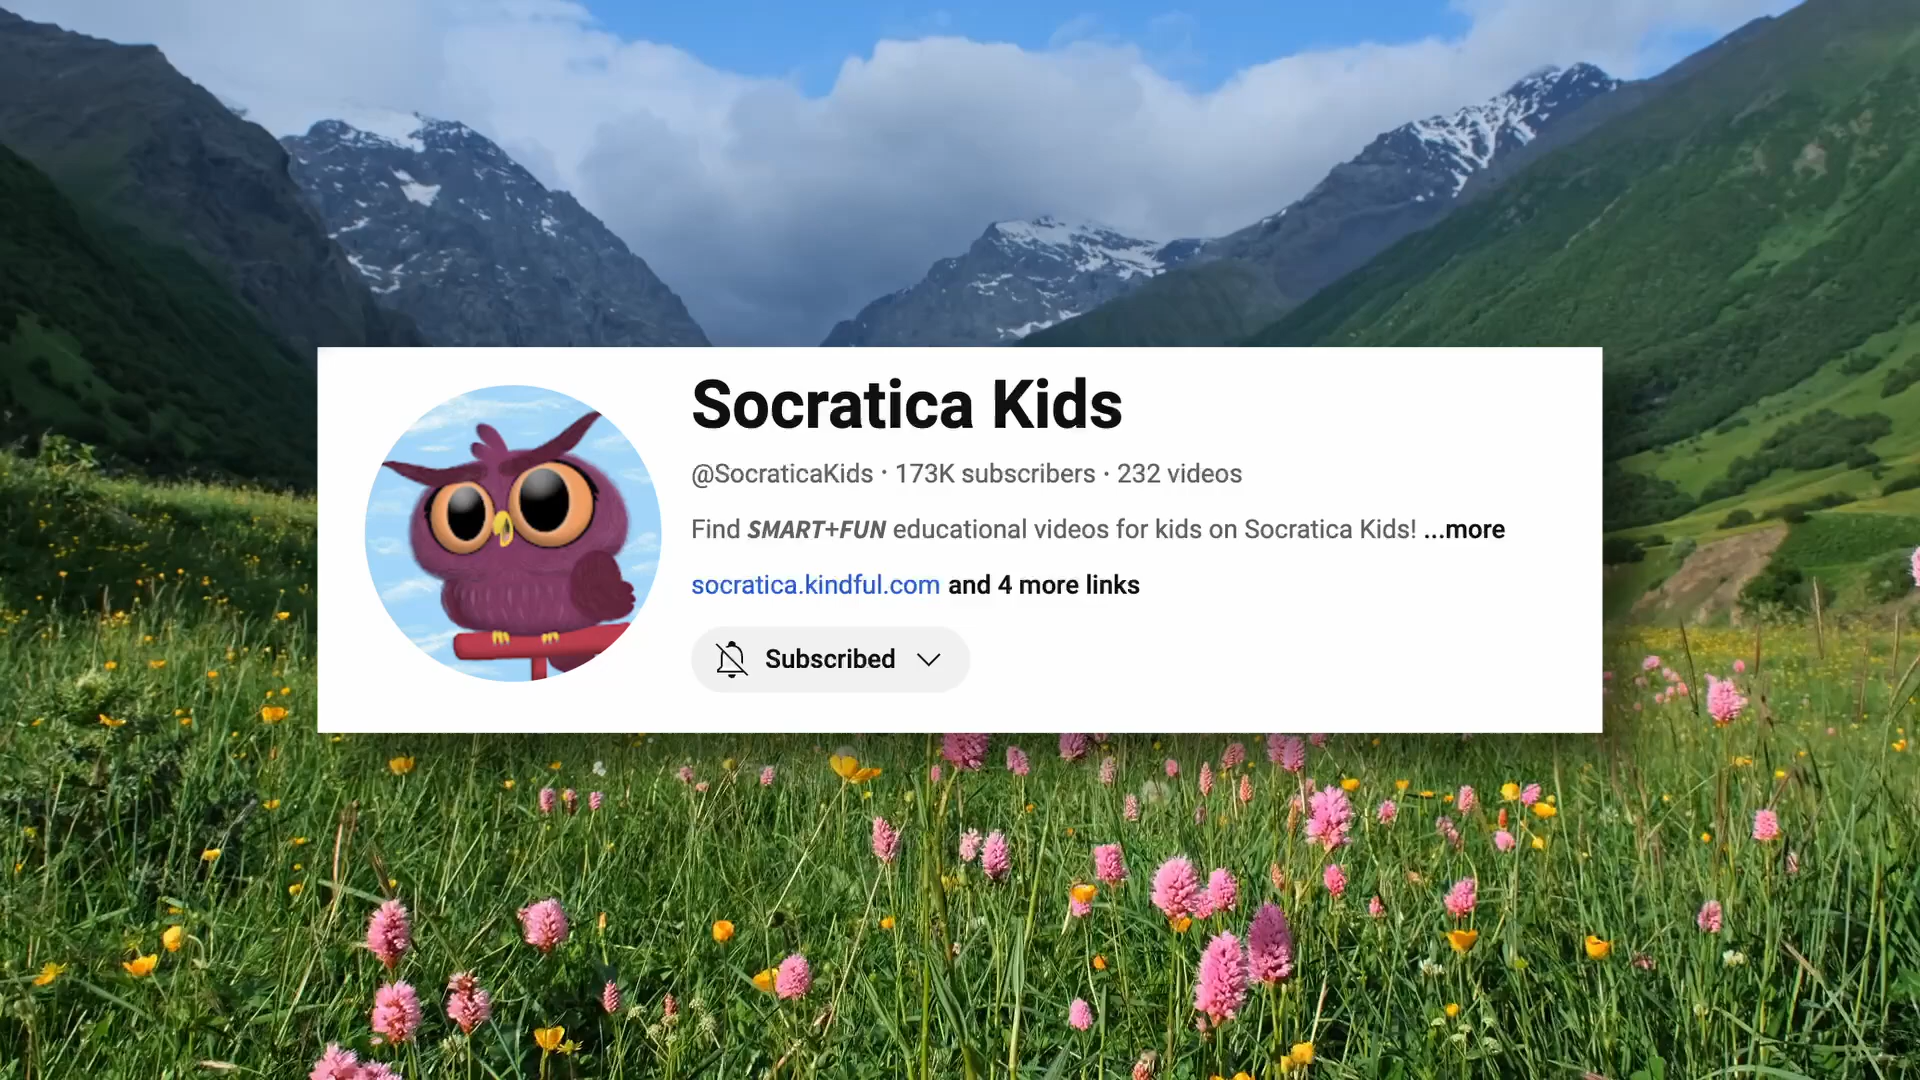 Socratica Kids
@SocraticaKids · 173K subscribers · 232 videos
Find SMART+FUN educational videos for kids on Socratica Kids! ...more
socratica.kindful.com and 4 more links
Subscribed